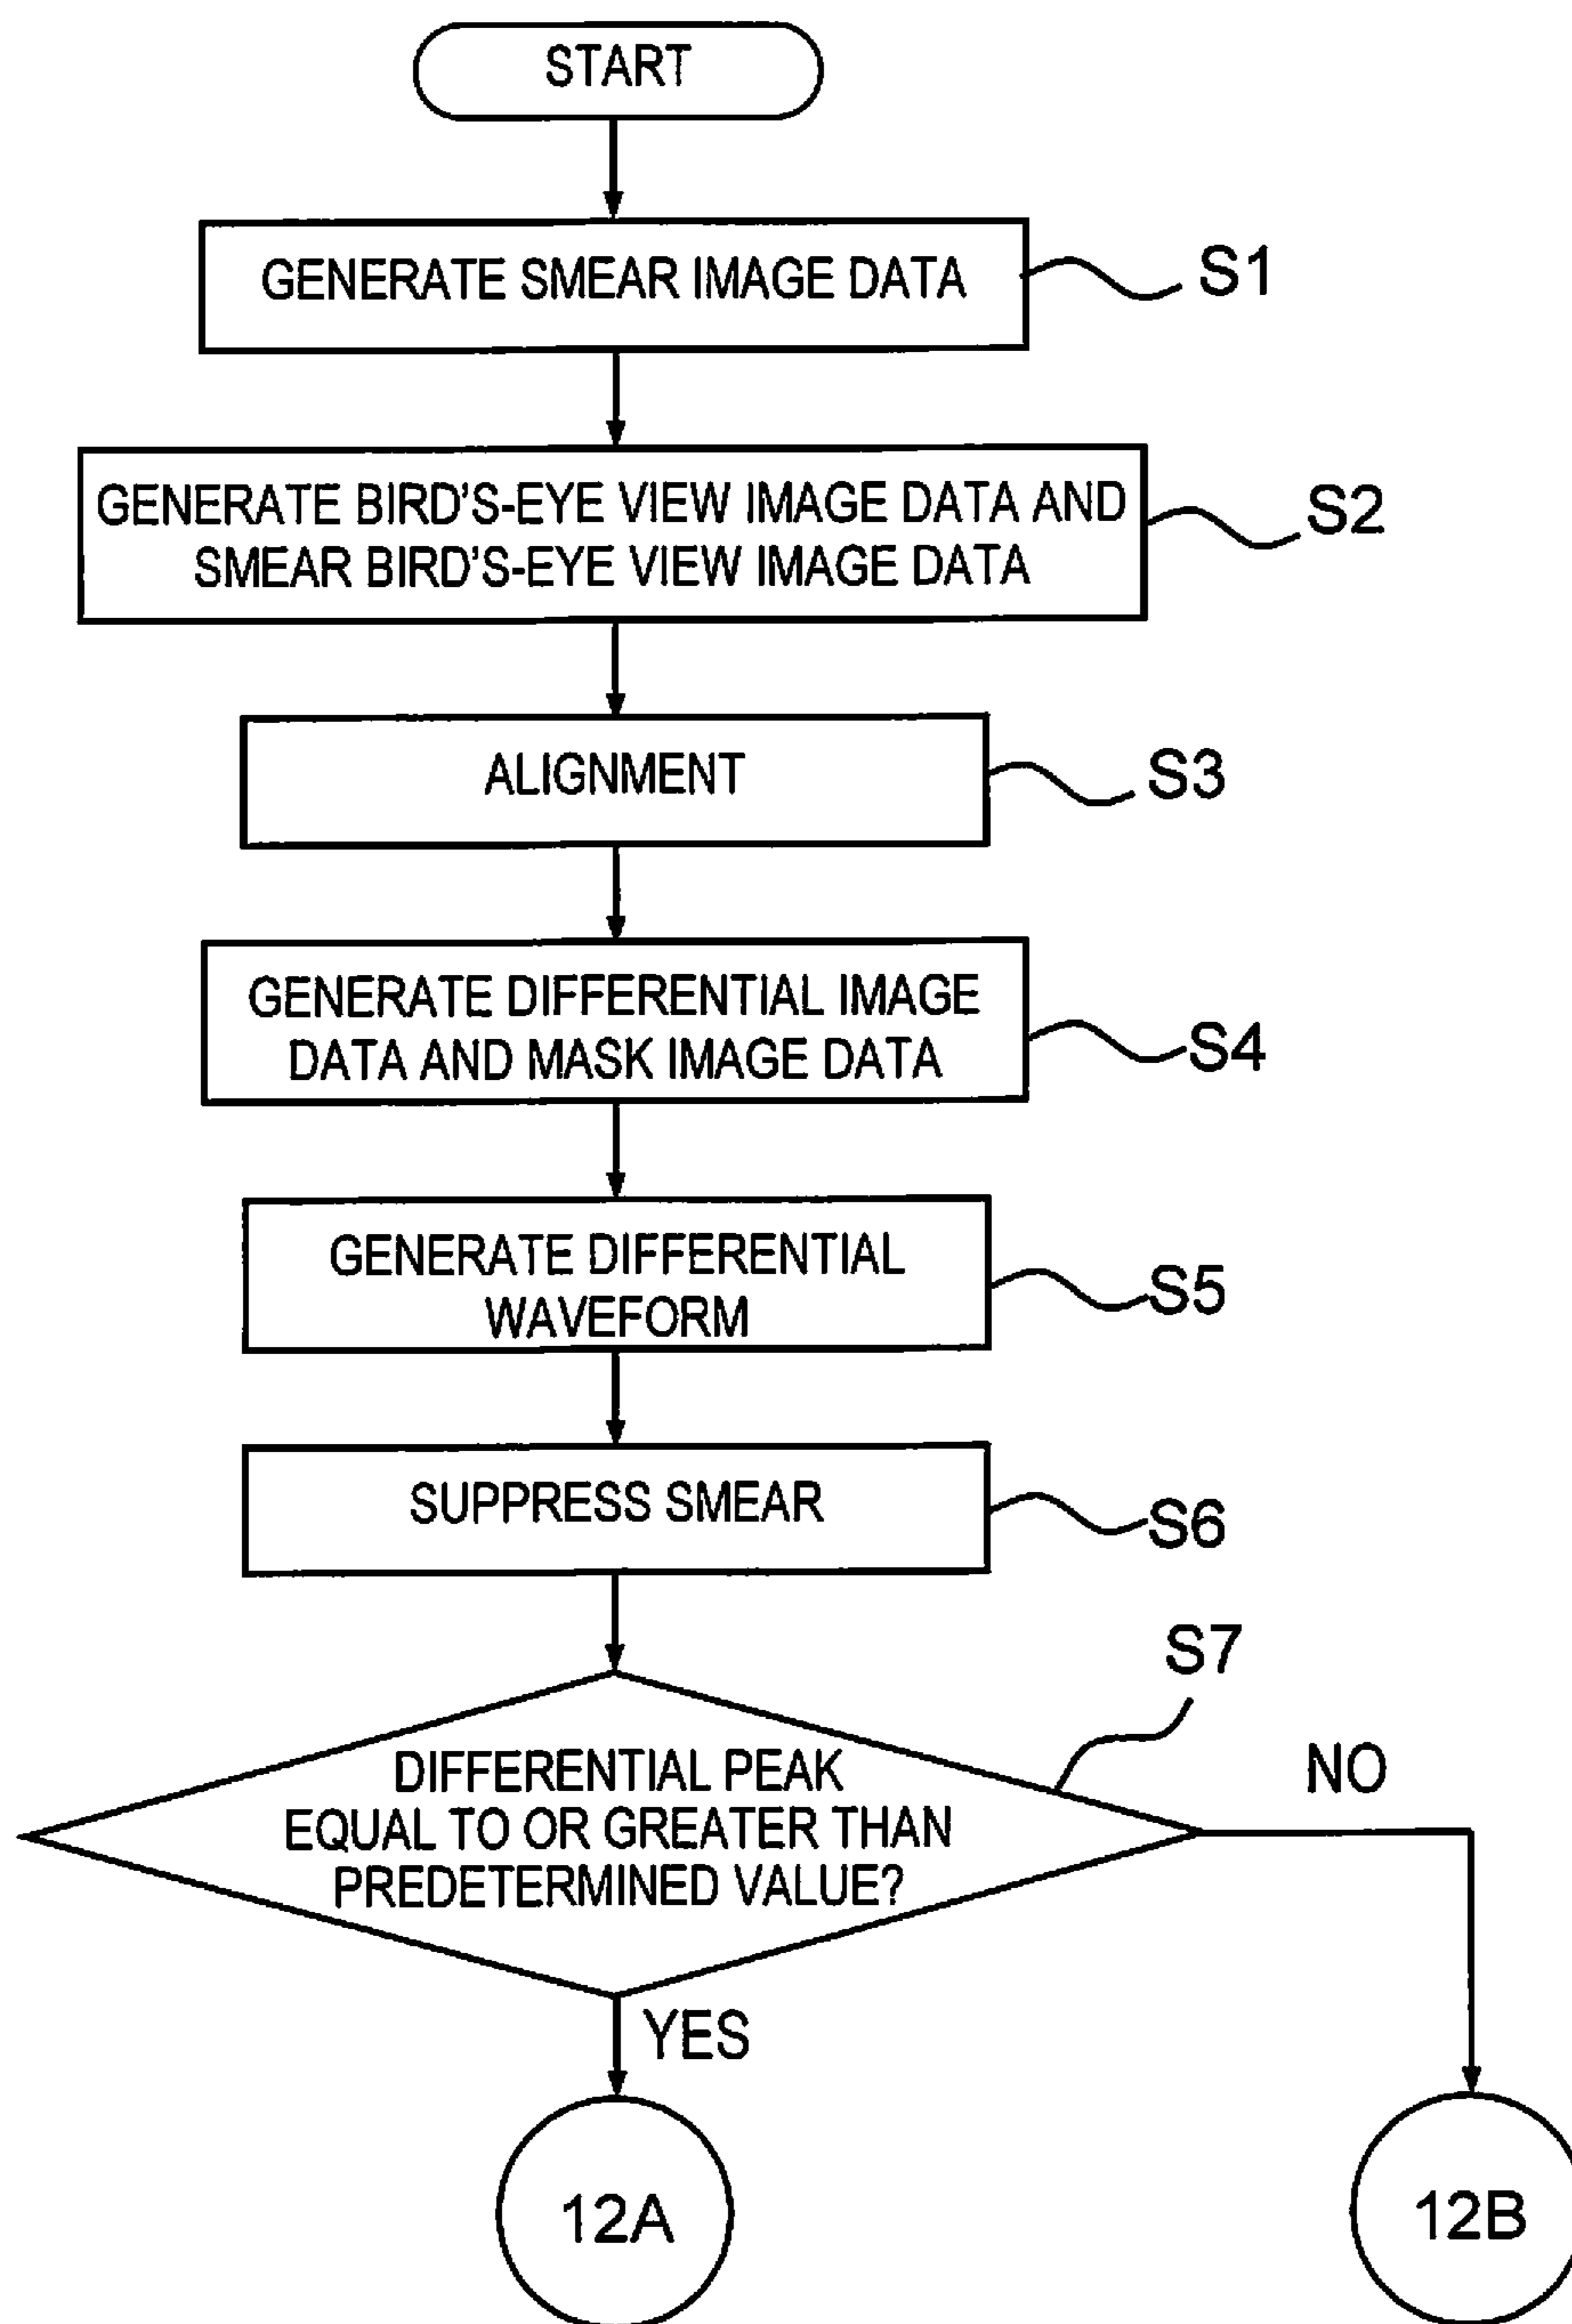 START
GENERATE SMEAR IMAGE DATA
S1
GENERATE BIRD'S-EYE VIEW IMAGE DATA AND
SMEAR BIRD'S-EYE VIEW IMAGE DATA
S2
ALIGNMENT
S3
GENERATE DIFFERENTIAL IMAGE
DATA AND MASK IMAGE DATA
S4
GENERATE DIFFERENTIAL
WAVEFORM
S5
SUPPRESS SMEAR
S6
S7
DIFFERENTIAL PEAK
EQUAL TO OR GREATER THAN
PREDETERMINED VALUE?
NO
YES
12A
12B